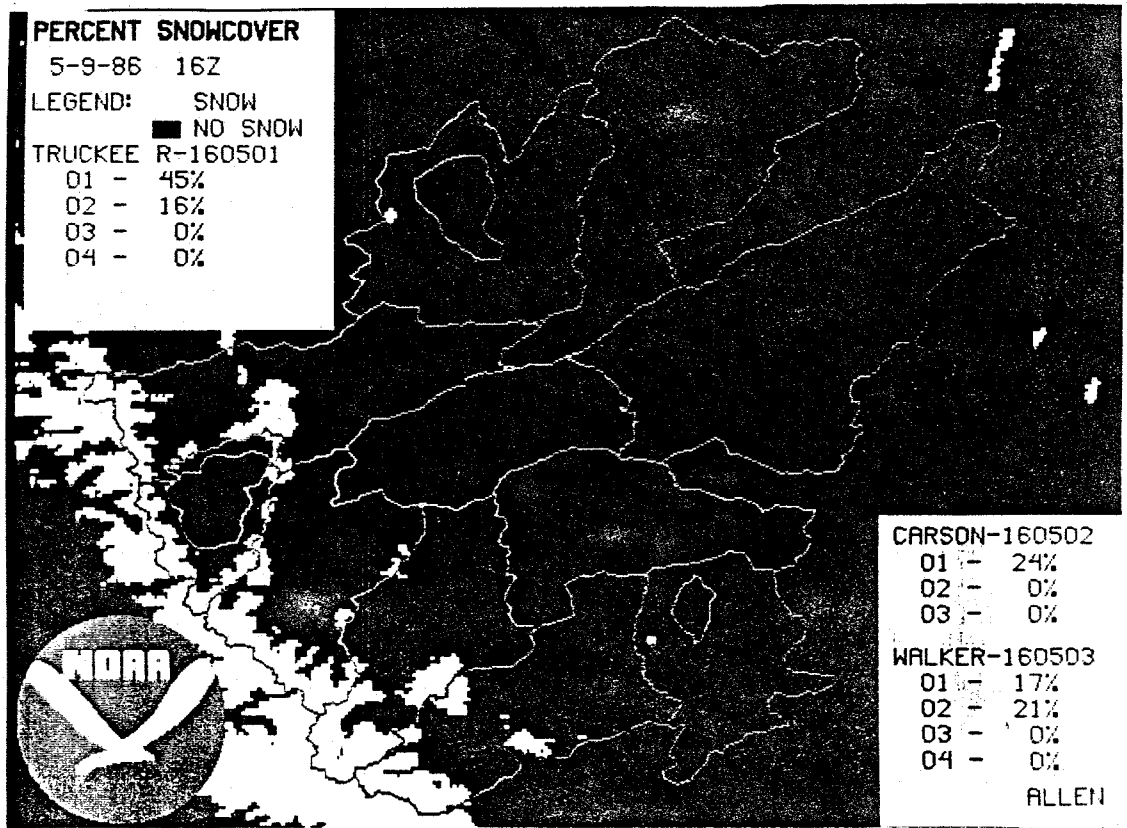 PERCENT SNOWCOVER
5-9-86 16Z
LEGEND: SNOW
NO SNOW
TRUCKEE R-160501
01 - 45%
02 - 16%
03 - 0%
04 - 0%
CARSON-160502
01 - 24%
02 - 0%
03 - 0%
WALKER-160503
01 - 17%
02 - 21%
03 - 0%
04 - 0%
ALLEN
NOAA